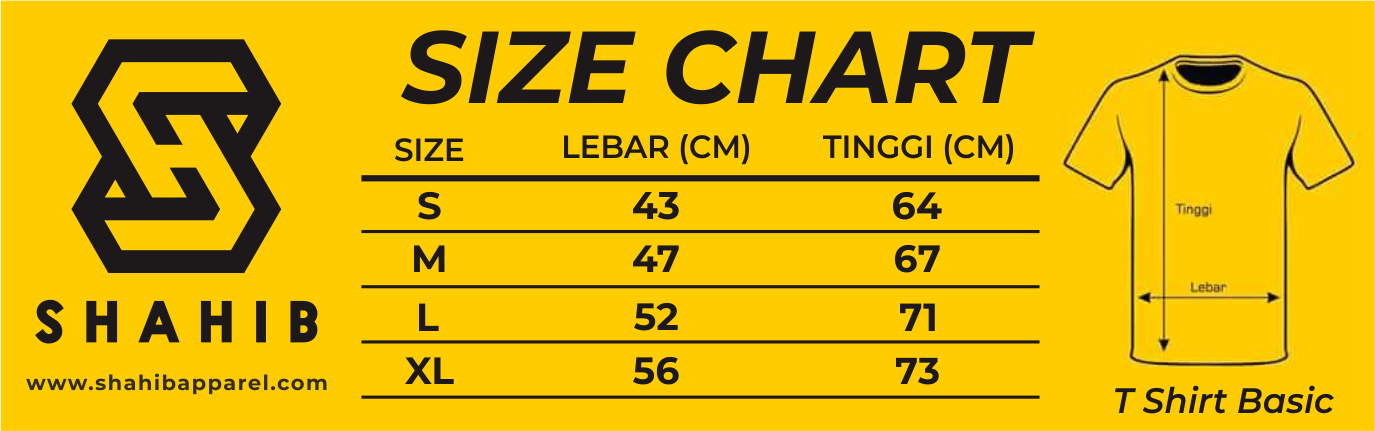 SIZE CHART
SIZE LEBAR (CM) TINGGI (CM)
S 43 64
M 47 67
L 52 71
XL 56 73
SHAHIB
www.shahibapparel.com
Tinggi
Lebar
T Shirt Basic